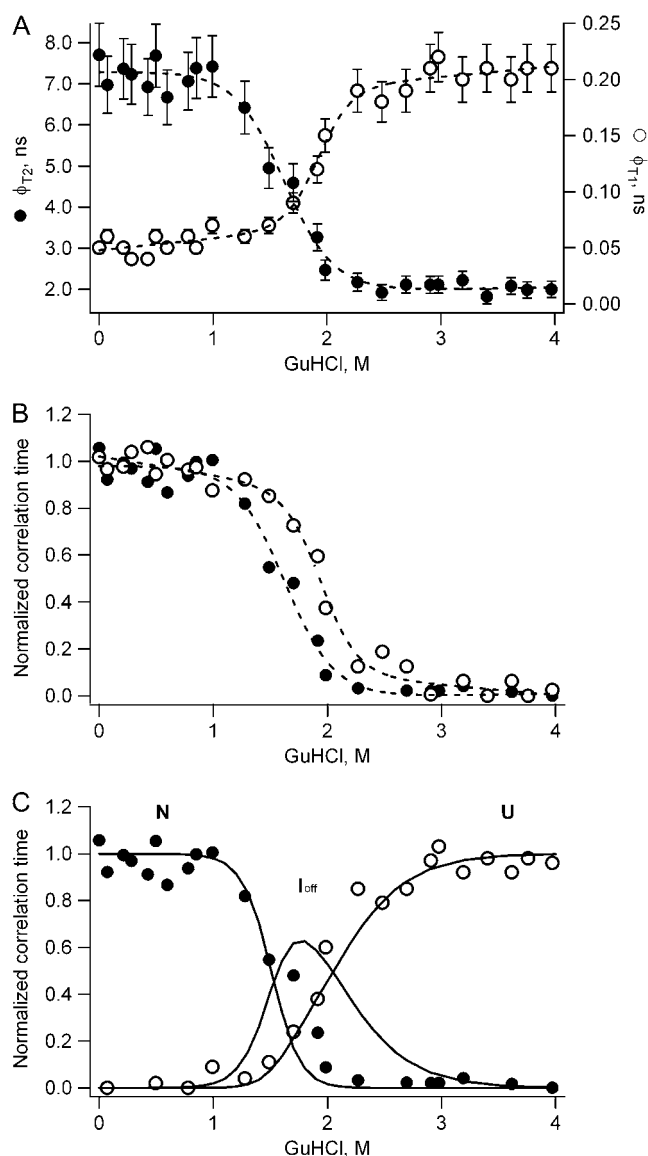 A
8.0
7.0
6.0
5.0
4.0
3.0
2.0
● ϕT2, ns
0.25
0.20
0.15
0.10
0.05
0.00
○ ϕT1, ns
0 1 2 3 4
GuHCl, M
B
1.2
1.0
0.8
0.6
0.4
0.2
0.0
Normalized correlation time
0 1 2 3 4
GuHCl, M
C
N
U
Ioff
1.2
1.0
0.8
0.6
0.4
0.2
0.0
Normalized correlation time
0 1 2 3 4
GuHCl, M